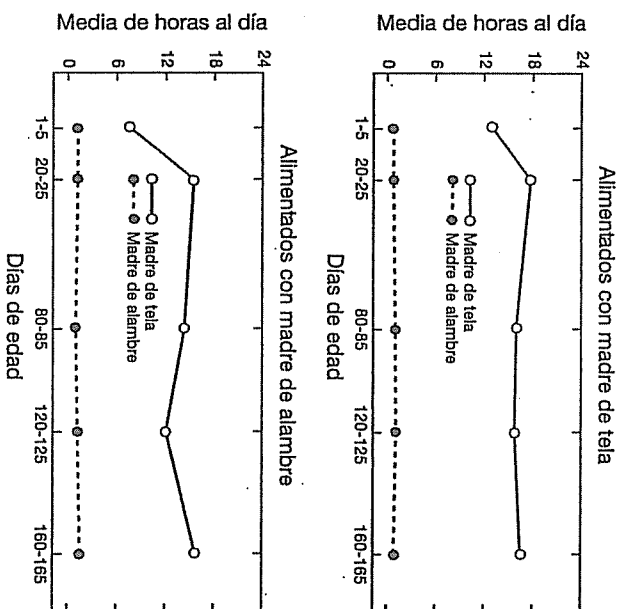 Alimentados con madre de tela
Media de horas al día
24
18
12
6
0
Madre de tela
Madre de alambre
1-5
20-25
80-85
120-125
160-165
Días de edad
Alimentados con madre de alambre
Media de horas al día
24
18
12
6
0
Madre de tela
Madre de alambre
1-5
20-25
80-85
120-125
160-165
Días de edad